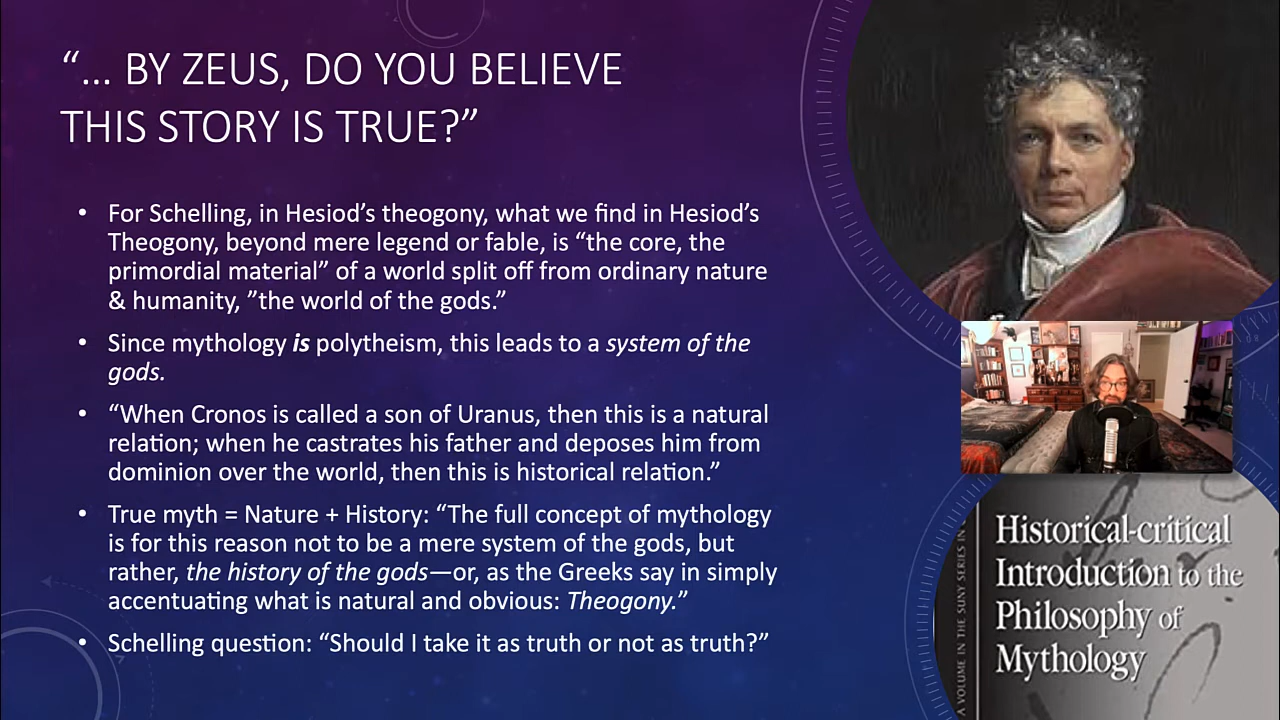 “... BY ZEUS, DO YOU BELIEVE
THIS STORY IS TRUE?”
• For Schelling, in Hesiod’s theogony, what we find in Hesiod’s
Theogony, beyond mere legend or fable, is “the core, the
primordial material” of a world split off from ordinary nature
& humanity, ”the world of the gods.”
• Since mythology is polytheism, this leads to a system of the
gods.
• “When Cronos is called a son of Uranus, then this is a natural
relation; when he castrates his father and deposes him from
dominion over the world, then this is historical relation.”
• True myth = Nature + History: “The full concept of mythology
is for this reason not to be a mere system of the gods, but
rather, the history of the gods—or, as the Greeks say in simply
accentuating what is natural and obvious: Theogony.”
• Schelling question: “Should I take it as truth or not as truth?”
A VOLUME IN THE SUNY SERIES IN
Historical-critical
Introduction to the
Philosophy of
Mythology